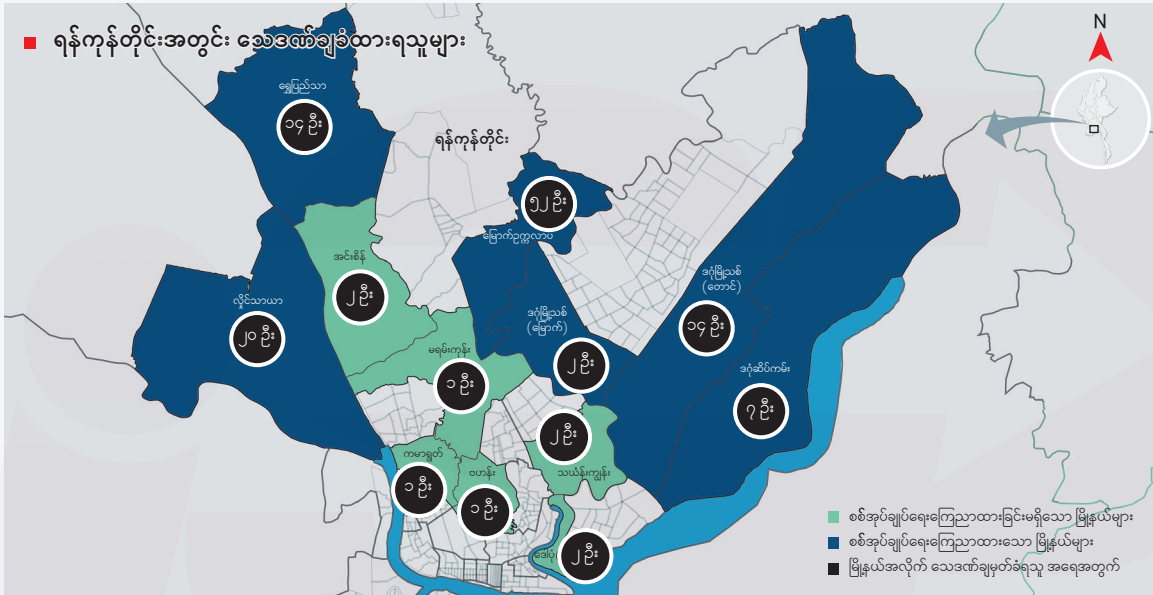 ရန်ကုန်တိုင်းအတွင်း သေဒဏ်ချခံထားရသူများ
N
ရွှေပြည်သာ
၁၄ ဦး
ရန်ကုန်တိုင်း
၅၂ ဦး
မြောက်ဥက္ကလာပ
အင်းစိန်
၂ ဦး
လှိုင်သာယာ
၂၀ ဦး
ဒဂုံမြို့သစ်
(တောင်)
၁၄ ဦး
ဒဂုံမြို့သစ်
(မြောက်)
၂ ဦး
မရမ်းကုန်း
၁ ဦး
ဒဂုံဆိပ်ကမ်း
၇ ဦး
၂ ဦး
သင်္ဃန်းကျွန်း
ကမာရွတ်
၁ ဦး
ဗဟန်း
၁ ဦး
ဒေါပုံ
၂ ဦး
စစ်အုပ်ချုပ်ရေးကြေညာထားခြင်းမရှိသော မြို့နယ်များ
စစ်အုပ်ချုပ်ရေးကြေညာထားသော မြို့နယ်များ
မြို့နယ်အလိုက် သေဒဏ်ချမှတ်ခံရသူ အရေအတွက်